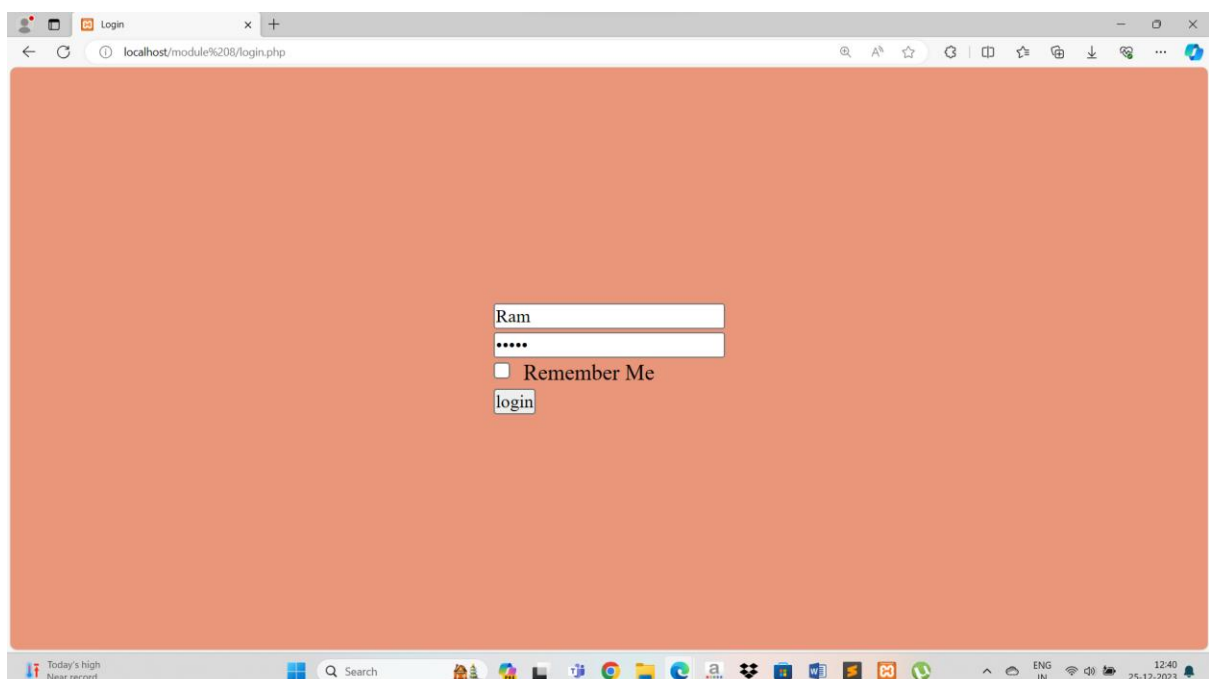 Login
localhost/module%208/login.php
Ram
•••••
Remember Me
login
Today's high
Near record
Search
ENG
IN
12:40
25-12-2023